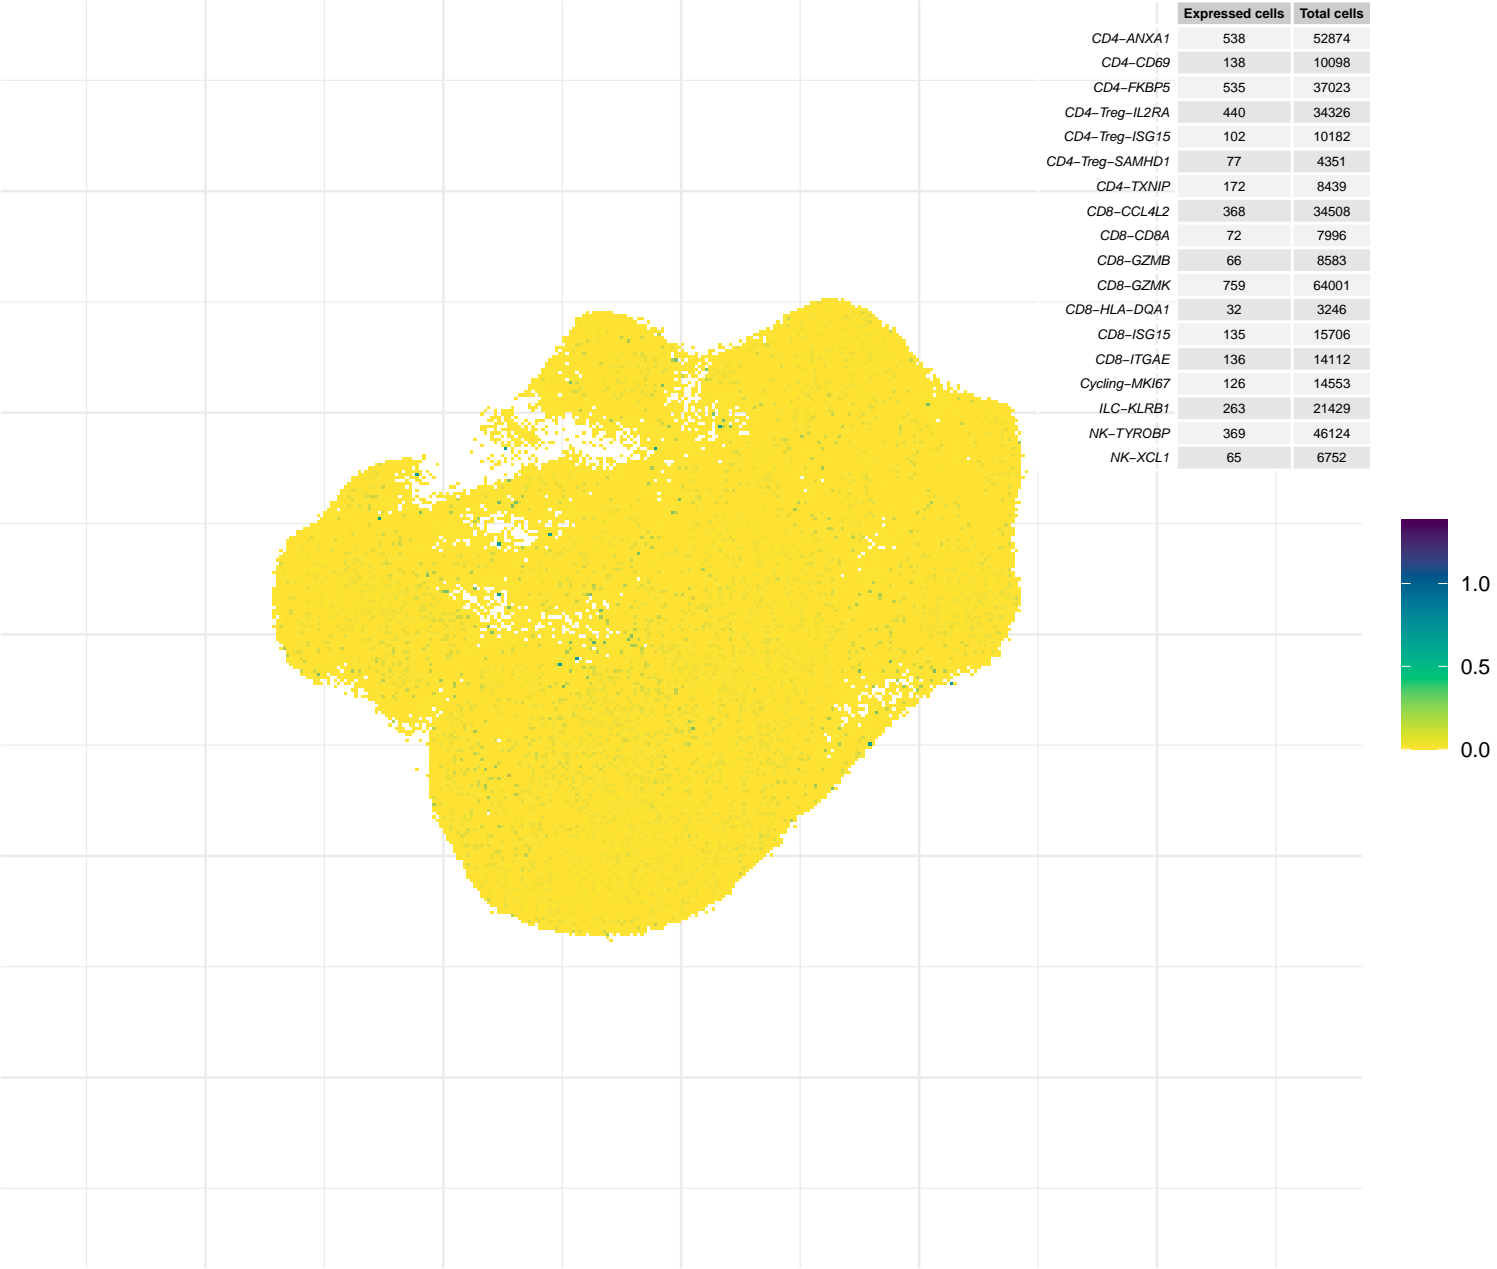 Expressed cells Total cells
CD4−ANXA1 538 52874
CD4−CD69 138 10098
CD4−FKBP5 535 37023
CD4−Treg−IL2RA 440 34326
CD4−Treg−ISG15 102 10182
CD4−Treg−SAMHD1 77 4351
CD4−TXNIP 172 8439
CD8−CCL4L2 368 34508
CD8−CD8A 72 7996
CD8−GZMB 66 8583
CD8−GZMK 759 64001
CD8−HLA−DQA1 32 3246
CD8−ISG15 135 15706
CD8−ITGAE 136 14112
Cycling−MKI67 126 14553
ILC−KLRB1 263 21429
NK−TYROBP 369 46124
NK−XCL1 65 6752
1.0
0.5
0.0